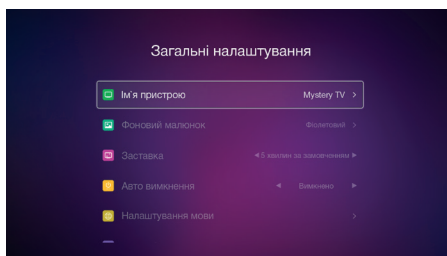 Загальні налаштування
Ім'я пристрою Mystery TV >
Фоновий малюнок Фіолетовий >
Заставка ◀ 5 хвилин за замовченням ▶
Авто вимкнення ◀ Вимкнено ▶
Налаштування мови >